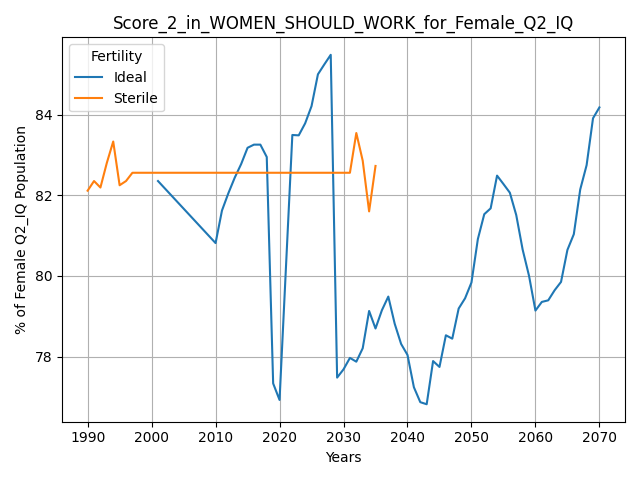 Score_2_in_WOMEN_SHOULD_WORK_for_Female_Q2_IQ
Fertility
Ideal
Sterile
% of Female Q2_IQ Population
84
82
80
78
1990 2000 2010 2020 2030 2040 2050 2060 2070
Years